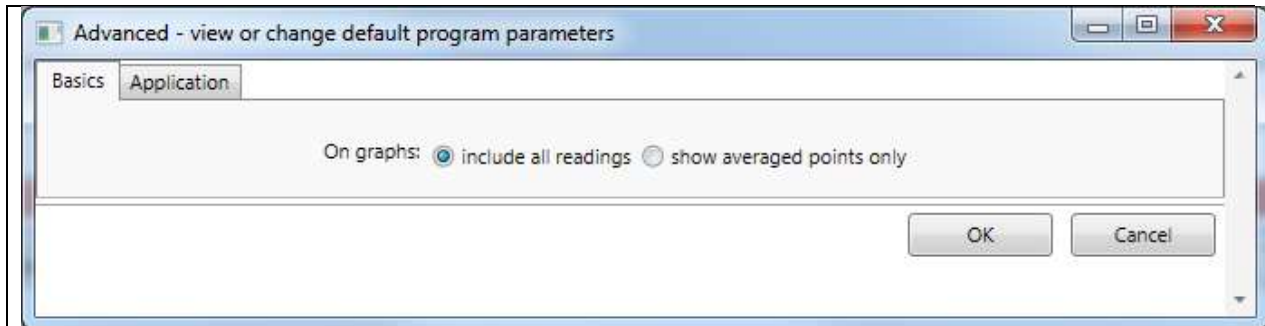 Advanced - view or change default program parameters
Basics Application
On graphs: include all readings show averaged points only
OK Cancel